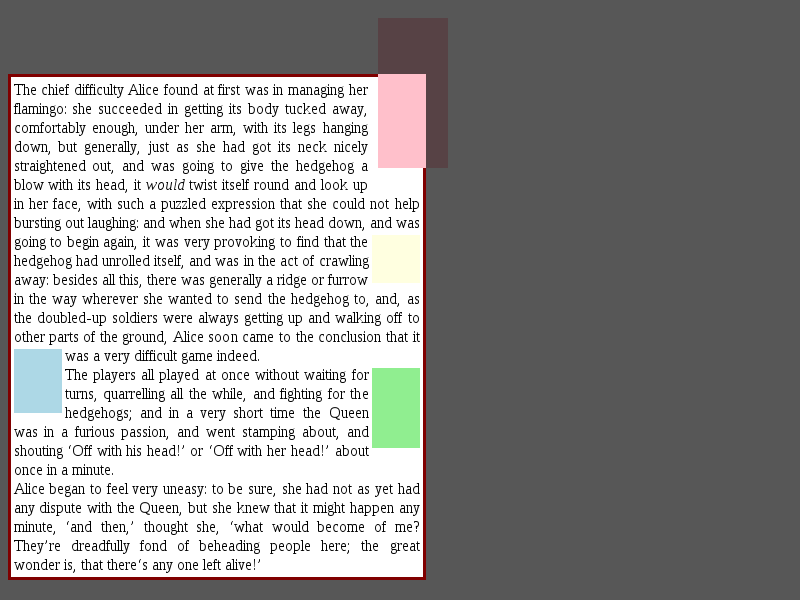 The chief difficulty Alice found at first was in managing her
flamingo: she succeeded in getting its body tucked away,
comfortably enough, under her arm, with its legs hanging
down, but generally, just as she had got its neck nicely
straightened out, and was going to give the hedgehog a
blow with its head, it would twist itself round and look up
in her face, with such a puzzled expression that she could not help
bursting out laughing: and when she had got its head down, and was
going to begin again, it was very provoking to find that the
hedgehog had unrolled itself, and was in the act of crawling
away: besides all this, there was generally a ridge or furrow
in the way wherever she wanted to send the hedgehog to, and, as
the doubled-up soldiers were always getting up and walking off to
other parts of the ground, Alice soon came to the conclusion that it
was a very difficult game indeed.
The players all played at once without waiting for
turns, quarrelling all the while, and fighting for the
hedgehogs; and in a very short time the Queen
was in a furious passion, and went stamping about, and
shouting ‘Off with his head!’ or ‘Off with her head!’ about
once in a minute.
Alice began to feel very uneasy: to be sure, she had not as yet had
any dispute with the Queen, but she knew that it might happen any
minute, ‘and then,’ thought she, ‘what would become of me?
They’re dreadfully fond of beheading people here; the great
wonder is, that there’s any one left alive!’